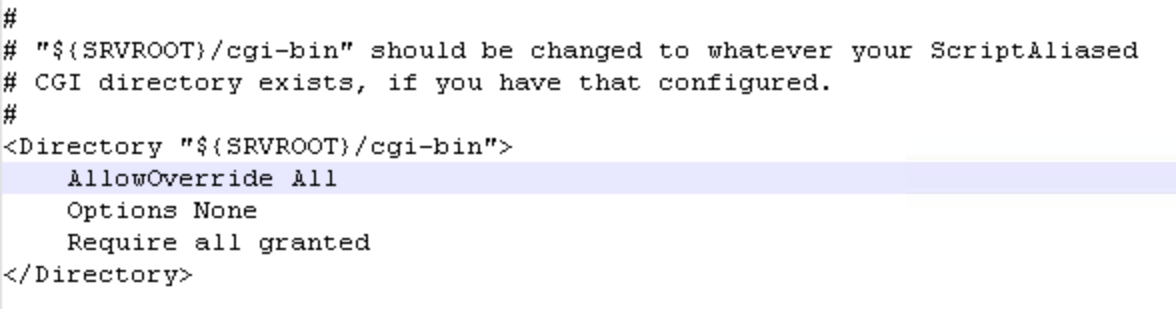 #
# "${SRVROOT}/cgi-bin" should be changed to whatever your ScriptAliased
# CGI directory exists, if you have that configured.
#
<Directory "${SRVROOT}/cgi-bin">
    AllowOverride All
    Options None
    Require all granted
</Directory>